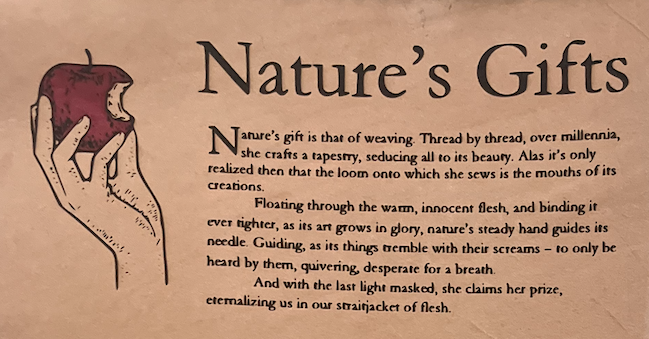 Nature's Gifts
Nature's gift is that of weaving. Thread by thread, over millennia,
she crafts a tapestry, seducing all to its beauty. Alas it's only
realized then that the loom onto which she sews is the mouths of its
creations.
Floating through the warm, innocent flesh, and binding it
ever tighter, as its art grows in glory, nature's steady hand guides its
needle. Guiding, as its things tremble with their screams – to only be
heard by them, quivering, desperate for a breath.
And with the last light masked, she claims her prize,
eternalizing us in our straitjacket of flesh.